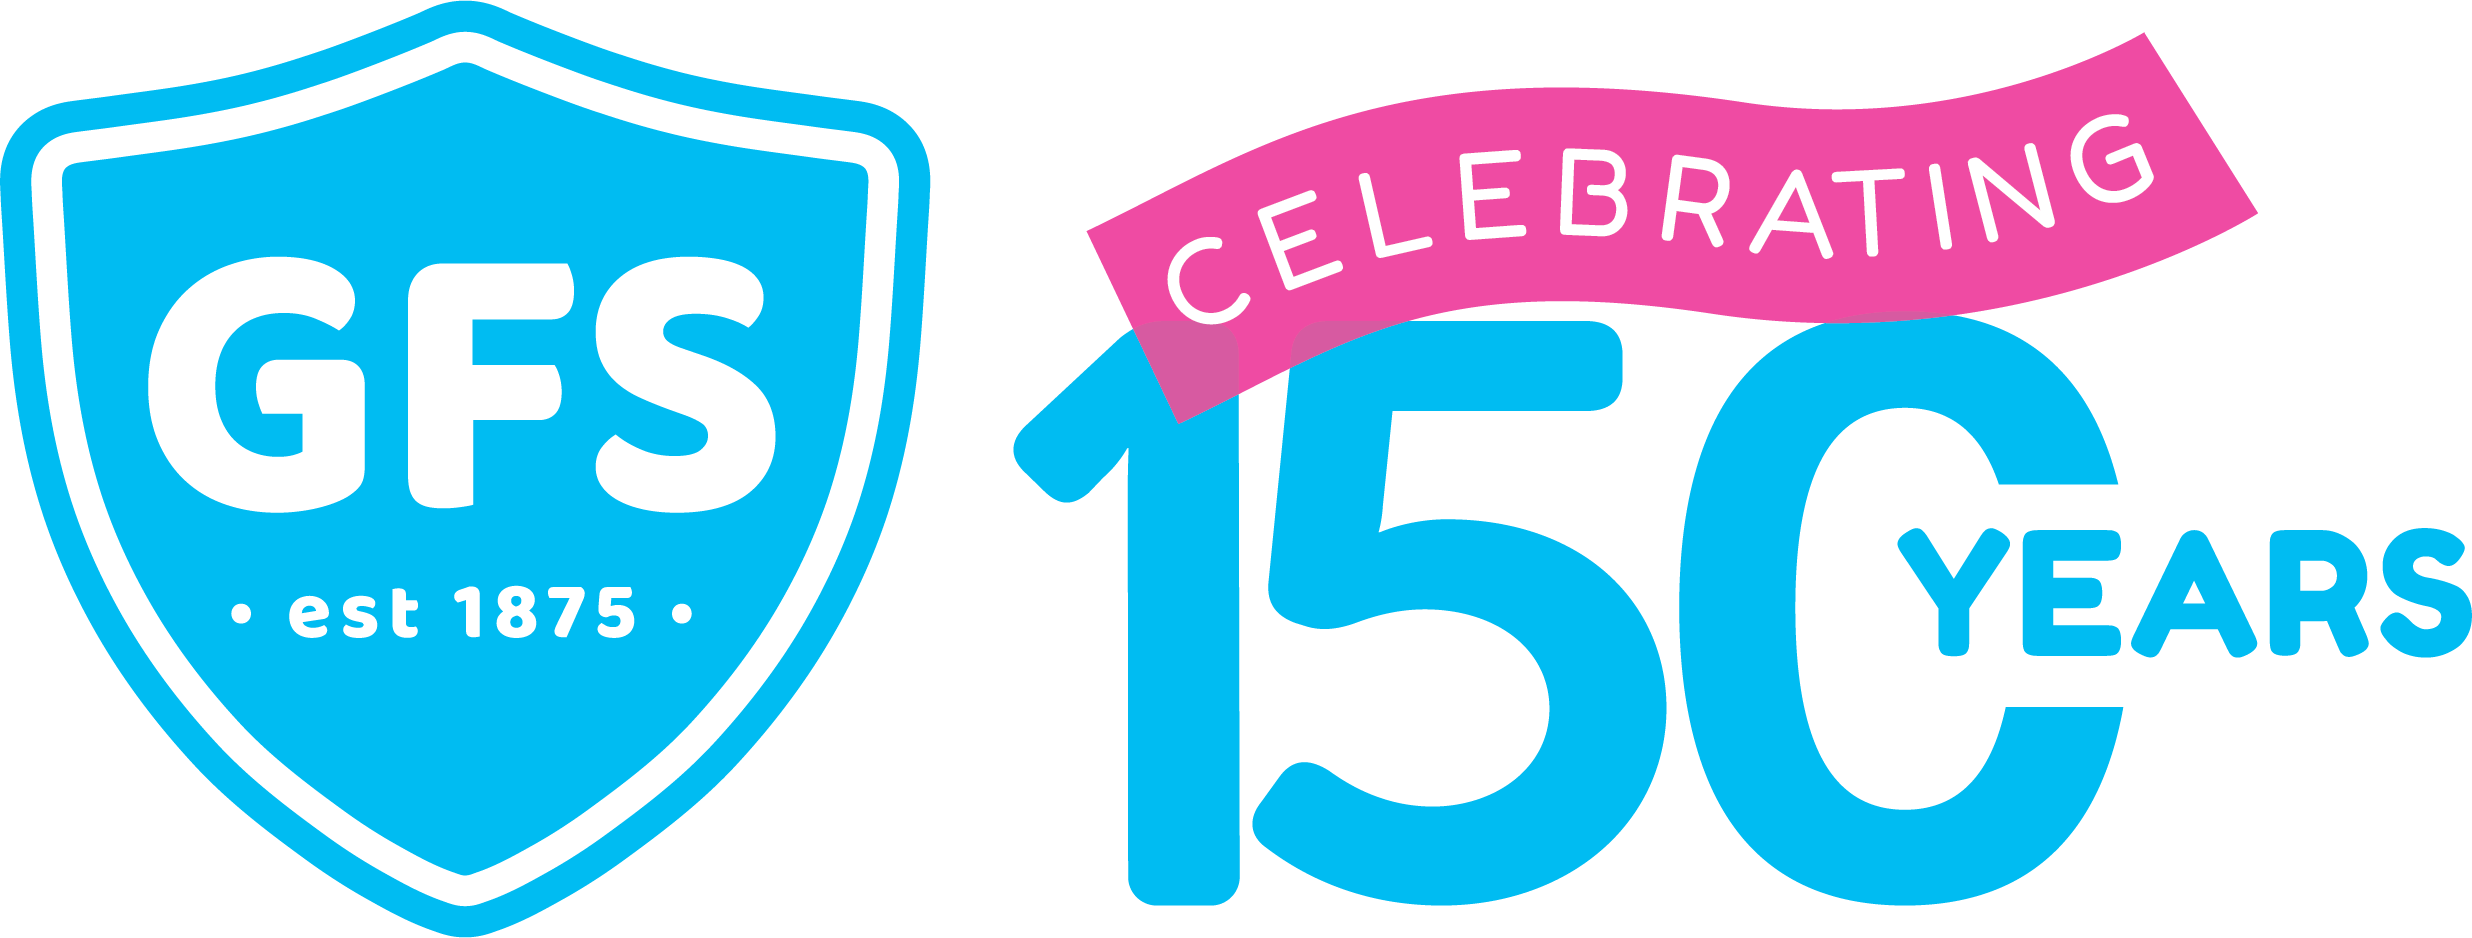 GFS
• est 1875 •
CELEBRATING
150
YEARS